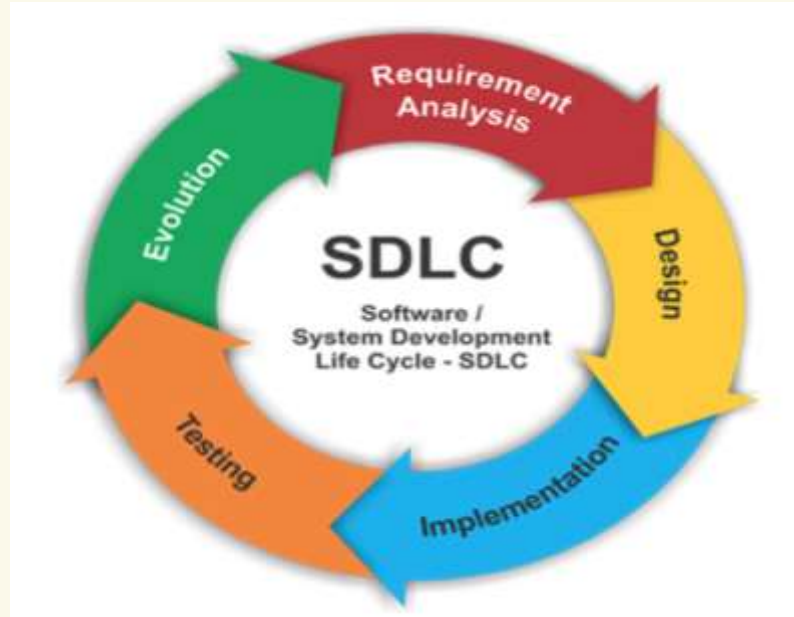 Requirement
Analysis
Design
Implementation
Testing
Evolution
SDLC
Software /
System Development
Life Cycle - SDLC